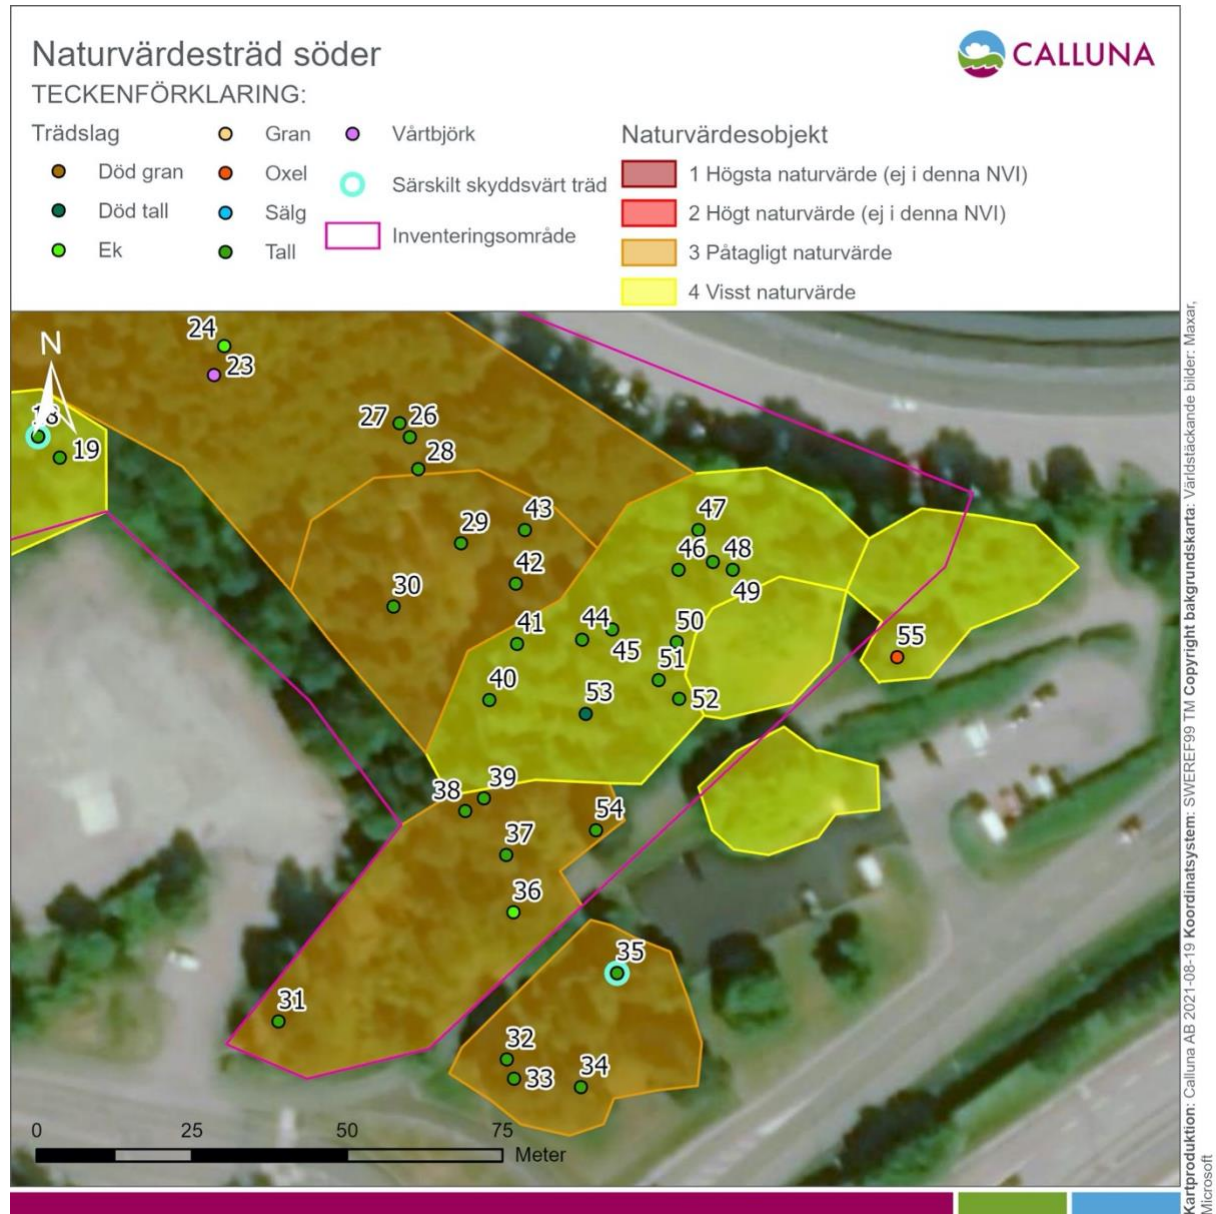 Naturvärdesträd söder
CALLUNA
TECKENFÖRKLARING:
Trädslag
Död gran
Död tall
Ek
Gran
Oxel
Sälg
Tall
Vårtbjörk
Särskilt skyddsvärt träd
Inventeringsområde
Naturvärdesobjekt
1 Högsta naturvärde (ej i denna NVI)
2 Högt naturvärde (ej i denna NVI)
3 Påtagligt naturvärde
4 Visst naturvärde
24
N
23
27 26
18
19
28
43
29
47
42
46 48
30
49
41
44
50
45
55
51
40
53
52
39
38
54
37
36
35
31
32
33
34
0 25 50 75
Meter
Kartproduktion: Calluna AB 2021-08-19 Koordinatsystem: SWEREF99 TM Copyright bakgrundskarta: Världstäckande bilder: Maxar,
Microsoft